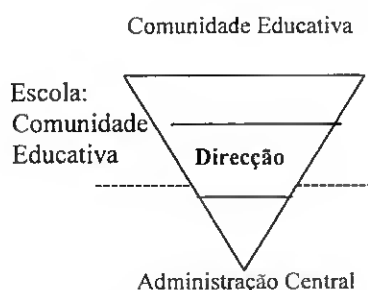 Comunidade Educativa
Escola:
Comunidade
Educativa
Direcção
Administração Central